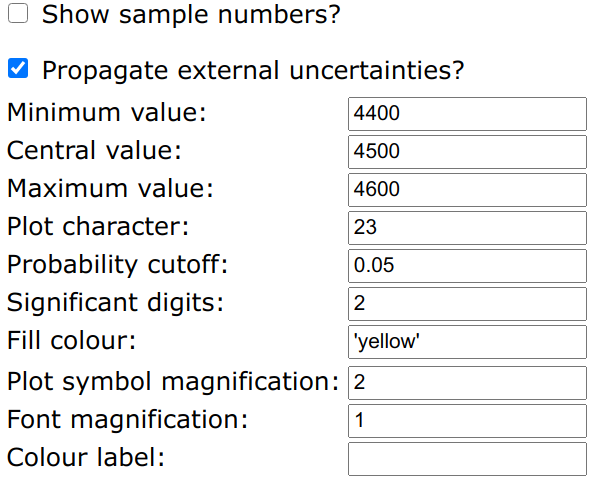 Show sample numbers?
Propagate external uncertainties?
Minimum value: 4400
Central value: 4500
Maximum value: 4600
Plot character: 23
Probability cutoff: 0.05
Significant digits: 2
Fill colour: 'yellow'
Plot symbol magnification: 2
Font magnification: 1
Colour label: